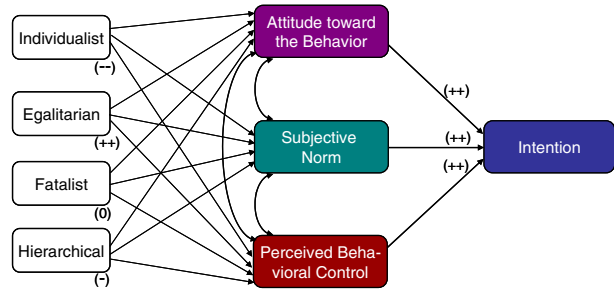 Individualist
(--)
Egalitarian
(++)
Fatalist
(0)
Hierarchical
(-)
Attitude toward
the Behavior
Subjective
Norm
Perceived Beha-
vioral Control
(++)
(++)
(++)
Intention